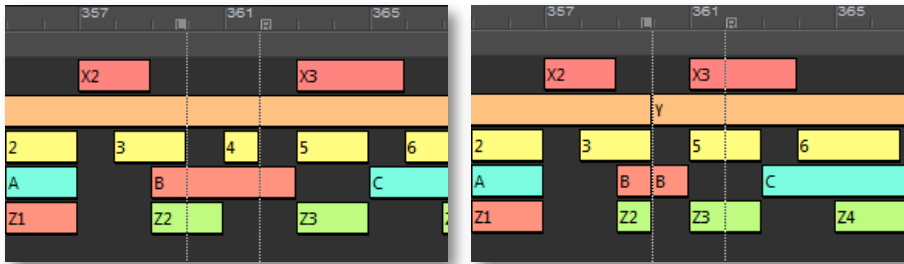 357 361 365
L R
X2 X3
2 3 4 5 6
A B C
Z1 Z2 Z3
357 361 365
L R
X2 X3
Y
2 3 5 6
A B B C
Z1 Z2 Z3 Z4